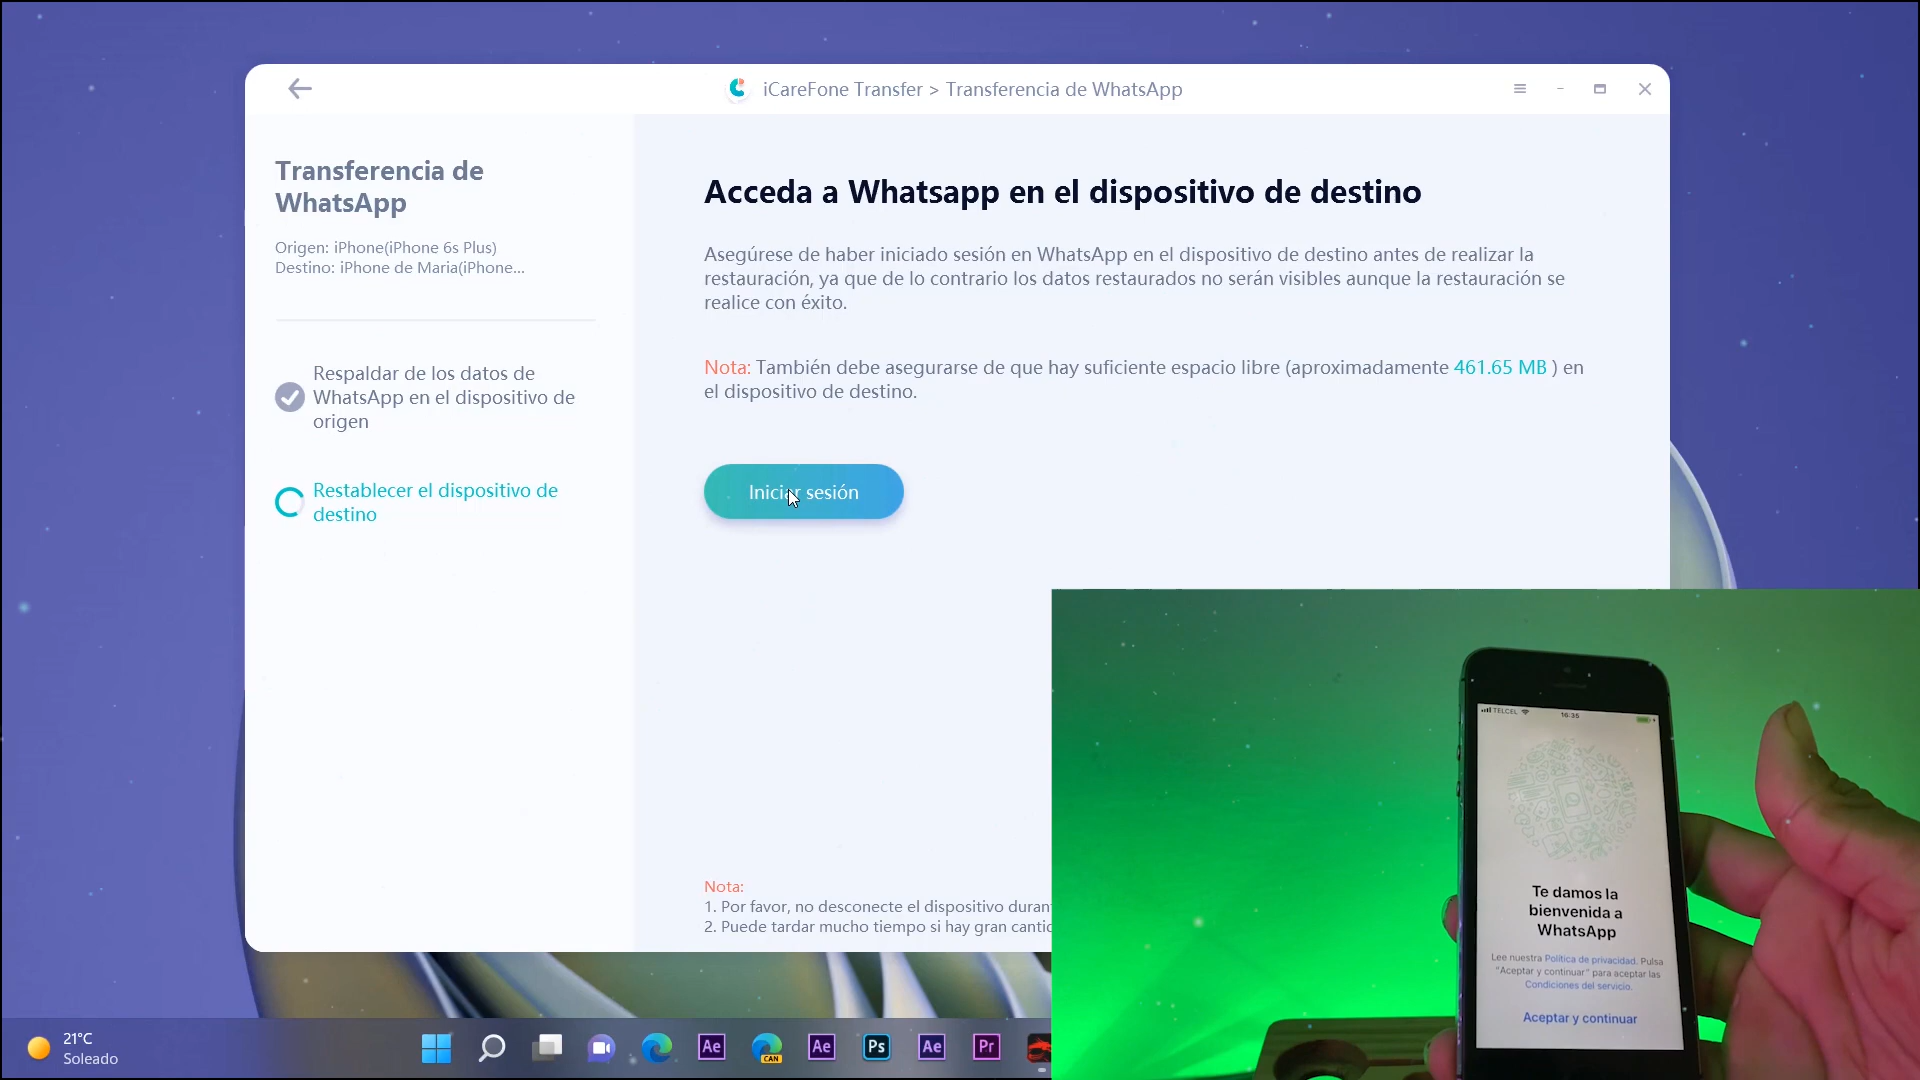 iCareFone Transfer > Transferencia de WhatsApp
Transferencia de
WhatsApp
Origen: iPhone(iPhone 6s Plus)
Destino: iPhone de Maria(iPhone...
Respaldar de los datos de
WhatsApp en el dispositivo de
origen
Restablecer el dispositivo de
destino
Acceda a Whatsapp en el dispositivo de destino
Asegúrese de haber iniciado sesión en WhatsApp en el dispositivo de destino antes de realizar la
restauración, ya que de lo contrario los datos restaurados no serán visibles aunque la restauración se
realice con éxito.
Nota: También debe asegurarse de que hay suficiente espacio libre (aproximadamente 461.65 MB ) en
el dispositivo de destino.
Iniciar sesión
Nota:
1. Por favor, no desconecte el dispositivo duran
2. Puede tardar mucho tiempo si hay gran cantid
TELCEL 16:35
Te damos la
bienvenida a
WhatsApp
Lee nuestra Política de privacidad. Pulsa
"Aceptar y continuar" para aceptar las
Condiciones del servicio.
Aceptar y continuar
21°C
Soleado
Ae
CAN
Ae
Ps
Ae
Pr